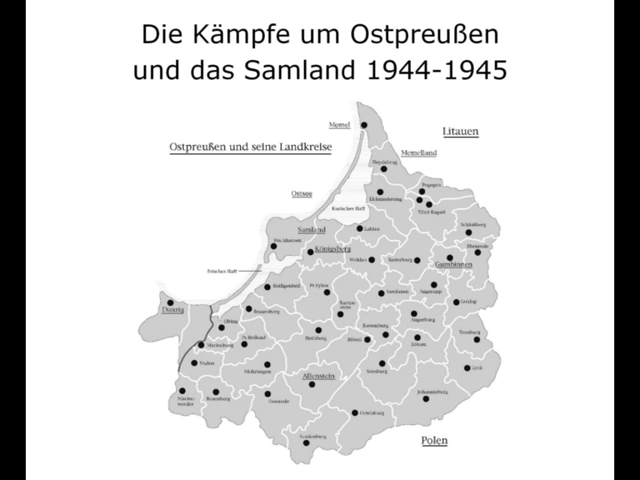 Die Kämpfe um Ostpreußen
und das Samland 1944-1945
Memel
Litauen
Ostpreußen und seine Landkreise
Memelland
Heydekrug
Pogegen
Ostsee
Elchniederung
Kurisches Haff
Tilsit-Ragnit
Schloßberg
Samland
Labiau
Fischhausen
Königsberg
Ebenrode
Wehlau
Insterburg
Gumbinnen
Frisches Haff
Heiligenbeil
Pr. Eylau
Gerdauen
Angerapp
Danzig
Goldap
Braunsberg
Bartenstein
Elbing
Angerburg
Rastenburg
Heilsberg
Treuburg
Marienburg
Pr. Holland
Rössel
Lötzen
Stuhm
Mohrungen
Sensburg
Lyck
Allenstein
Marienwerder
Rosenberg
Osterode
Johannisburg
Ortelsburg
Neidenburg
Polen